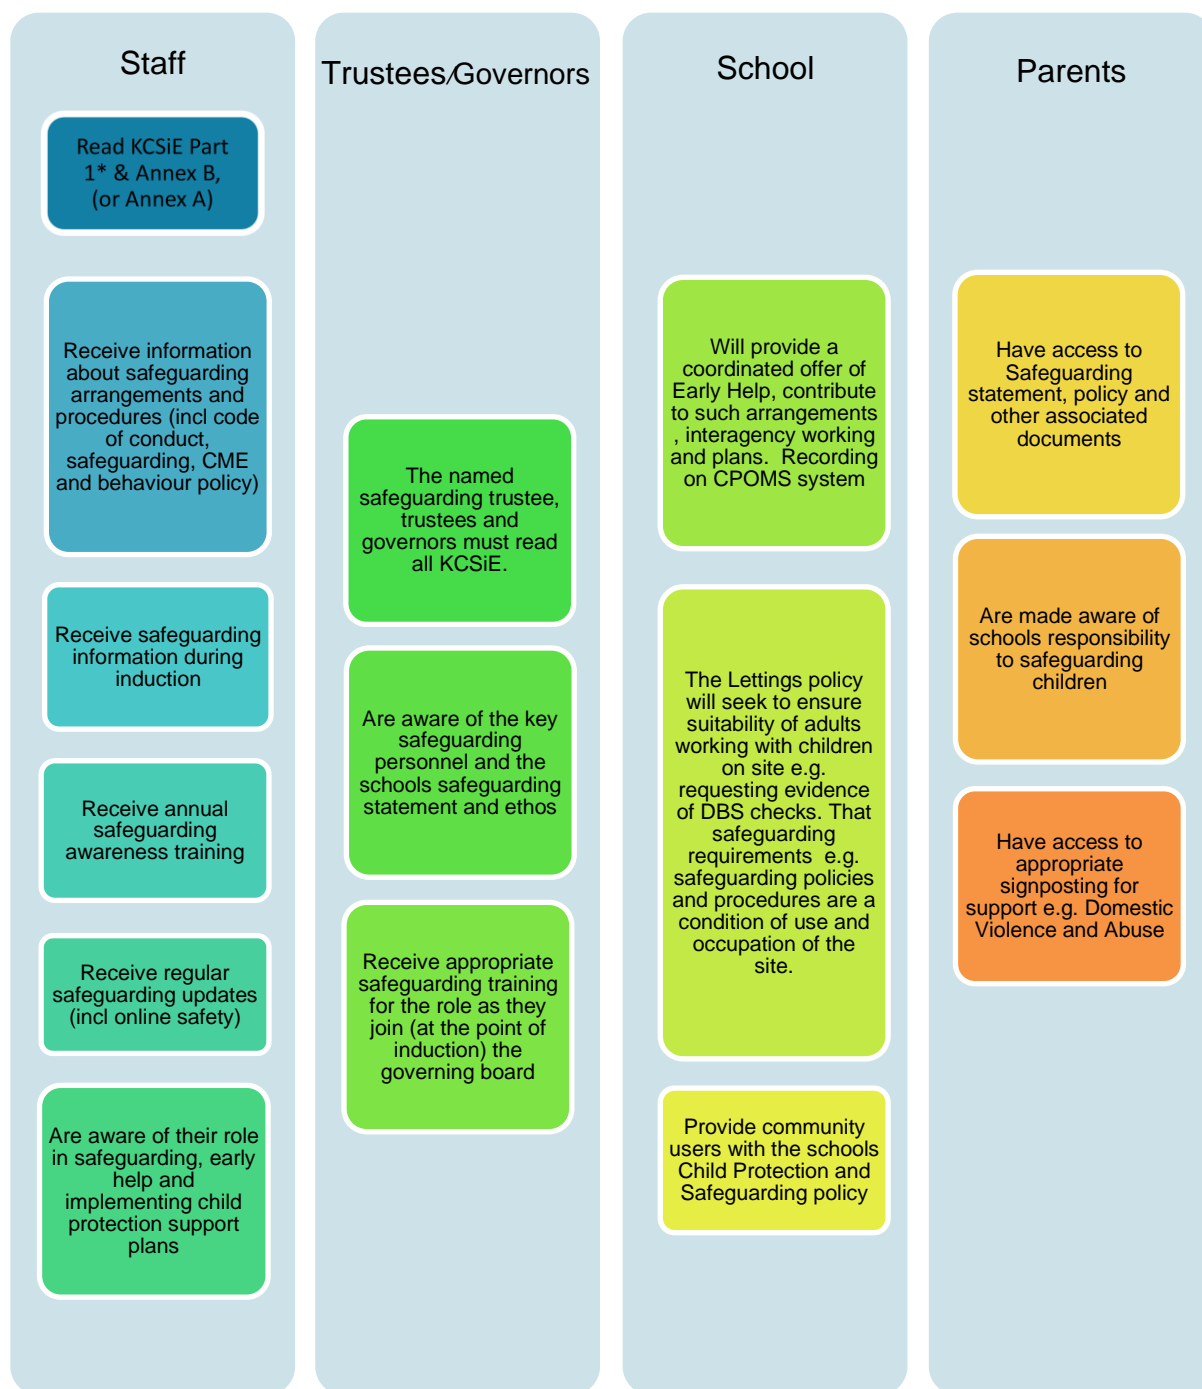 Staff
Read KCSiE Part
1* & Annex B,
(or Annex A)
Receive information
about safeguarding
arrangements and
procedures (incl code
of conduct,
safeguarding, CME
and behaviour policy)
Receive safeguarding
information during
induction
Receive annual
safeguarding
awareness training
Receive regular
safeguarding updates
(incl online safety)
Are aware of their role
in safeguarding, early
help and
implementing child
protection support
plans
Trustees/Governors
The named
safeguarding trustee,
trustees and
governors must read
all KCSiE.
Are aware of the key
safeguarding
personnel and the
schools safeguarding
statement and ethos
Receive appropriate
safeguarding training
for the role as they
join (at the point of
induction) the
governing board
School
Will provide a
coordinated offer of
Early Help, contribute
to such arrangements
, interagency working
and plans.  Recording
on CPOMS system
The Lettings policy
will seek to ensure
suitability of adults
working with children
on site e.g.
requesting evidence
of DBS checks. That
safeguarding
requirements  e.g.
safeguarding policies
and procedures are a
condition of use and
occupation of the
site.
Provide community
users with the schools
Child Protection and
Safeguarding policy
Parents
Have access to
Safeguarding
statement, policy and
other associated
documents
Are made aware of
schools responsibility
to safeguarding
children
Have access to
appropriate
signposting for
support e.g. Domestic
Violence and Abuse